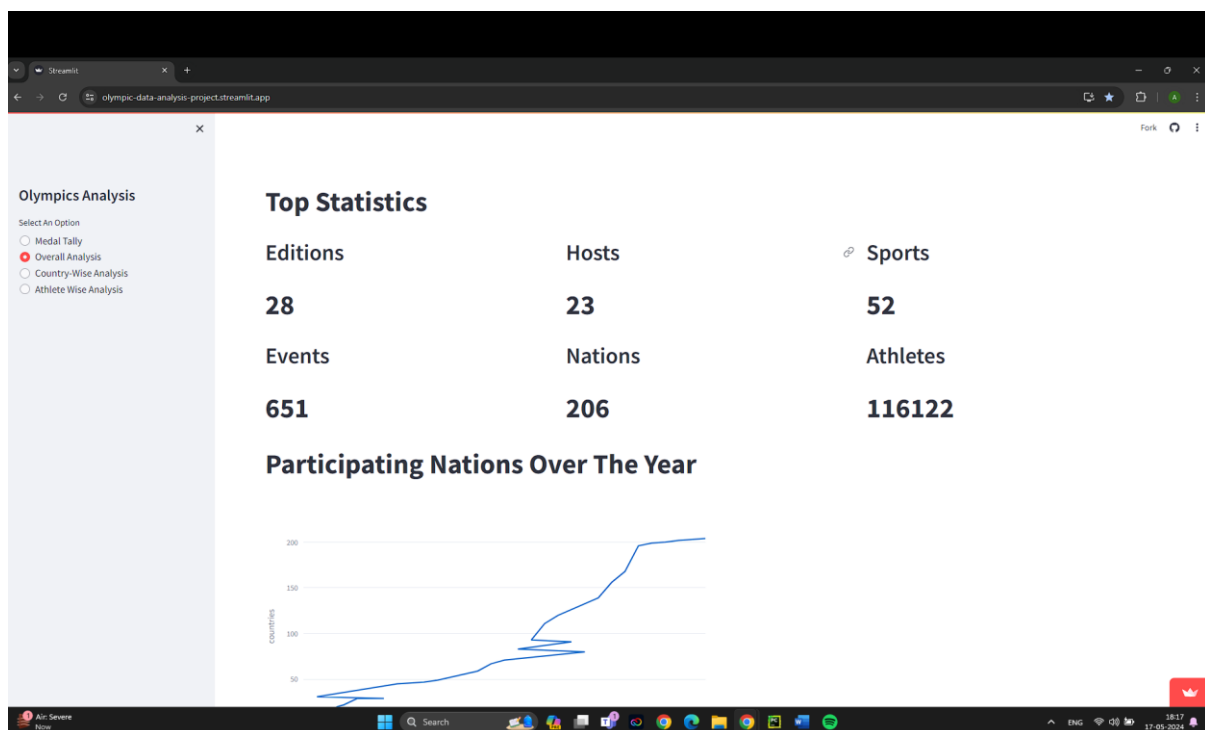 Streamlit
olympic-data-analysis-project.streamlit.app
Fork
Olympics Analysis
Select An Option
Medal Tally
Overall Analysis
Country-Wise Analysis
Athlete Wise Analysis
Top Statistics
Editions Hosts Sports
28 23 52
Events Nations Athletes
651 206 116122
Participating Nations Over The Year
200
150
100
50
countries
Air: Severe
Now
Search
ENG
18:17
17-05-2024